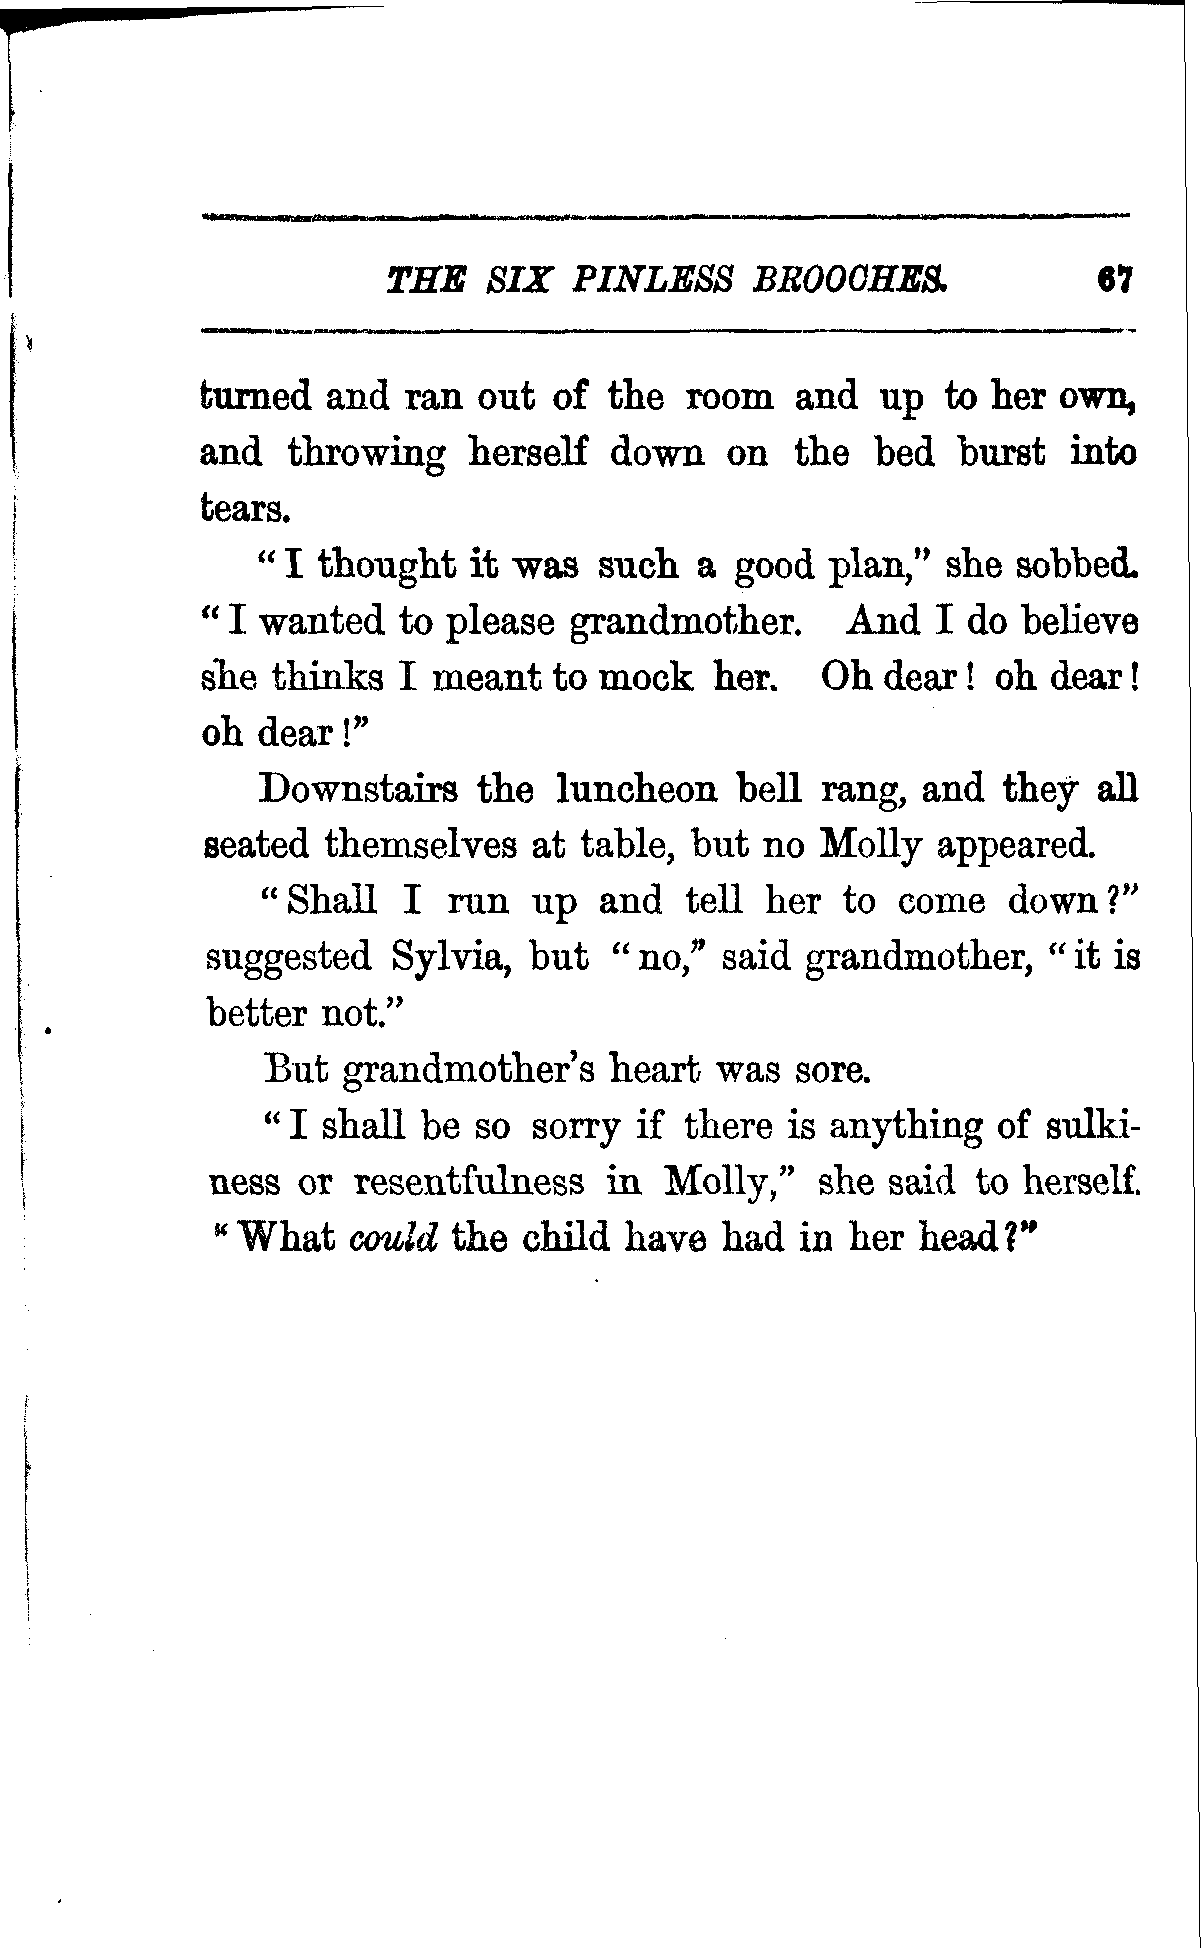 THE SIX PINLESS BROOCHES. 67
turned and ran out of the room and up to her own,
and throwing herself down on the bed burst into
tears.
"I thought it was such a good plan," she sobbed.
"I wanted to please grandmother. And I do believe
she thinks I meant to mock her. Oh dear! oh dear!
oh dear!"
Downstairs the luncheon bell rang, and they all
seated themselves at table, but no Molly appeared.
"Shall I run up and tell her to come down?"
suggested Sylvia, but "no," said grandmother, "it is
better not."
But grandmother's heart was sore.
"I shall be so sorry if there is anything of sulki-
ness or resentfulness in Molly," she said to herself.
"What could the child have had in her head?"